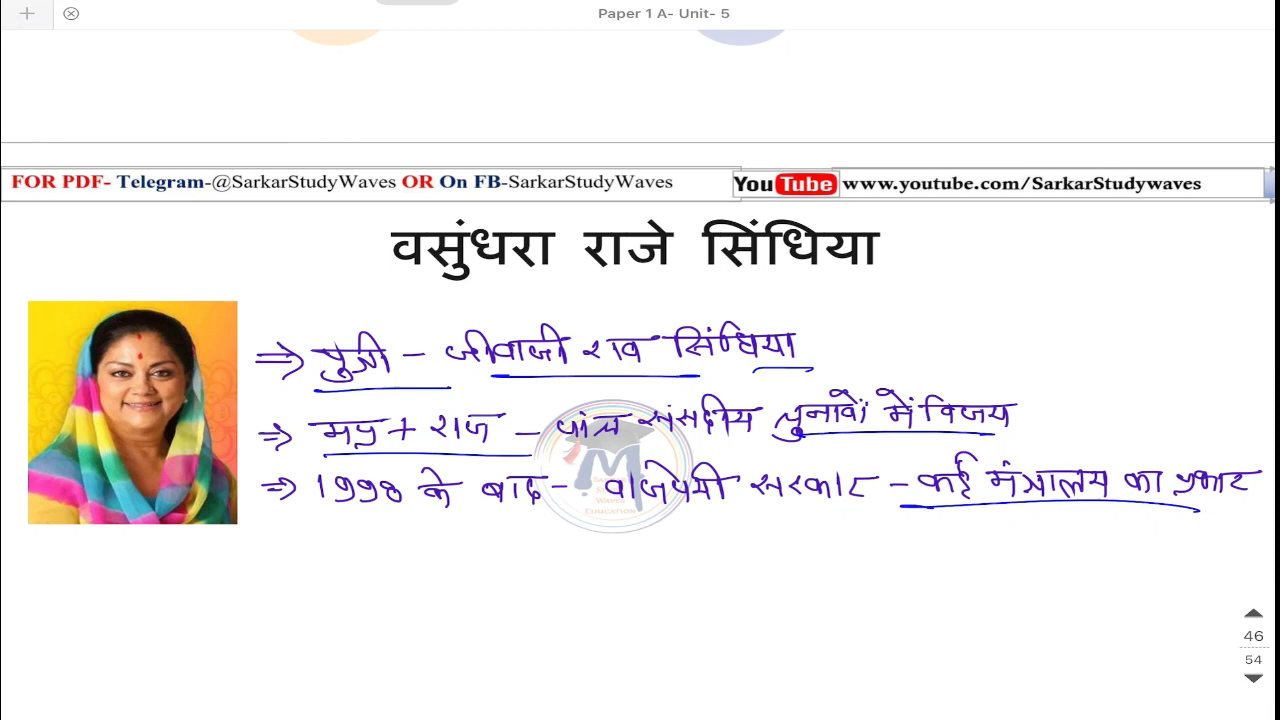 Paper 1 A- Unit- 5
FOR PDF- Telegram-@SarkarStudyWaves OR On FB-SarkarStudyWaves
YouTube www.youtube.com/SarkarStudywaves
वसुंधरा राजे सिंधिया
⇒ पुत्री - जीवाजी राव सिंधिया
⇒ मप्र + राज - पांच संसदीय चुनावों में विजय
⇒ 1998 के बाद - वाजपेयी सरकार - कई मंत्रालय का प्रभार
46
54